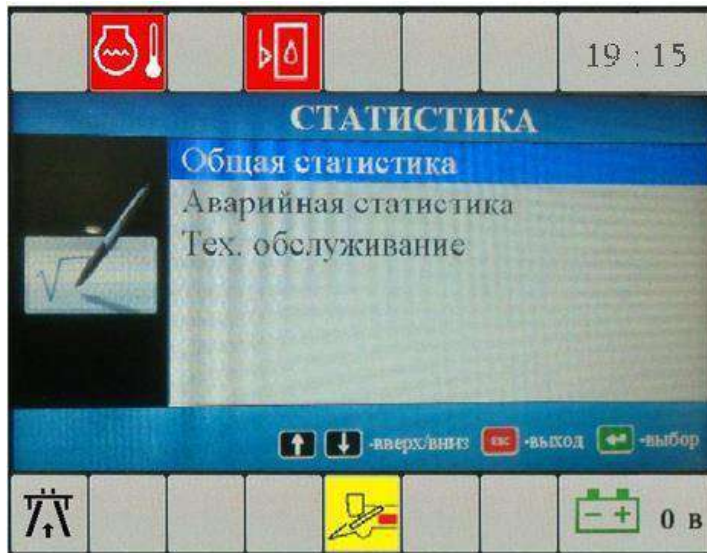 19 : 15
СТАТИСТИКА
Общая статистика
Аварийная статистика
Тех. обслуживание
-вверх/вниз ESC -выход -выбор
0 в